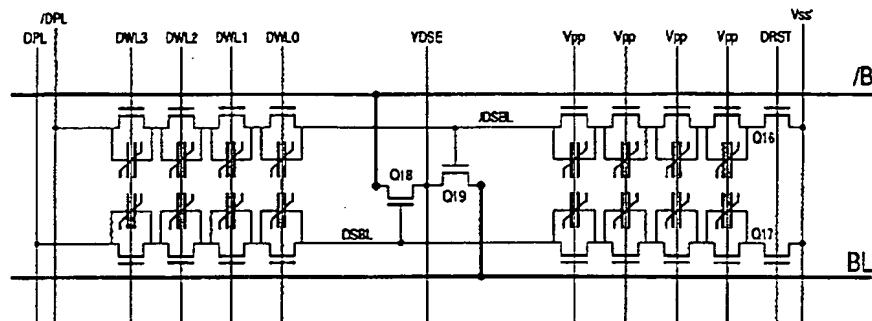 /DPL
DPL DWL3 DWL2 DWL1 DWL0 VDSE Vpp Vpp Vpp Vpp DRST Vss
/BL
/DSBL
Q16
Q18
Q19
DSBL
Q17
BL